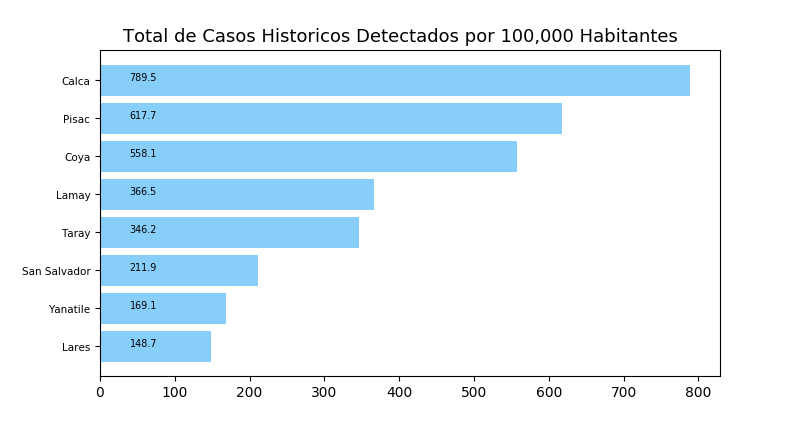 Total de Casos Historicos Detectados por 100,000 Habitantes
Calca 789.5
Pisac 617.7
Coya 558.1
Lamay 366.5
Taray 346.2
San Salvador 211.9
Yanatile 169.1
Lares 148.7
0 100 200 300 400 500 600 700 800